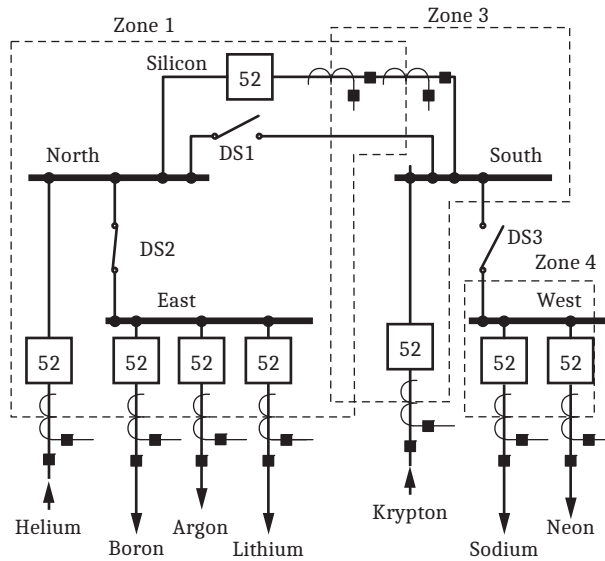 Zone 1
Zone 3
Silicon
52
DS1
North
South
DS2
DS3
Zone 4
East
West
52
52
52
52
52
52
52
Helium
Boron
Argon
Lithium
Krypton
Sodium
Neon